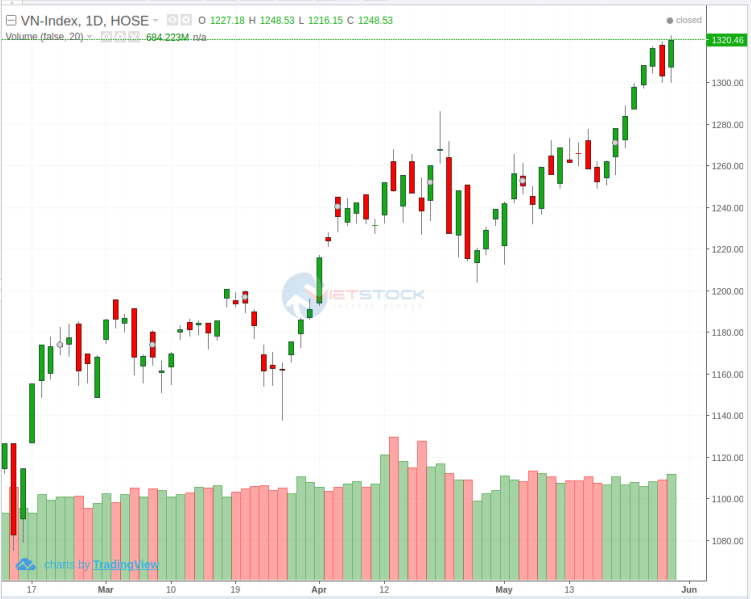 VN-Index, 1D, HOSE O 1227.18 H 1248.53 L 1216.15 C 1248.53 closed
Volume (false, 20) 684.223M n/a
1320.46
1300.00
1280.00
1260.00
1240.00
1220.00
1200.00
VIETSTOCK
1180.00
1160.00
1140.00
1120.00
1100.00
1080.00
charts by TradingView
17 Mar 10 19 Apr 12 May 13 Jun